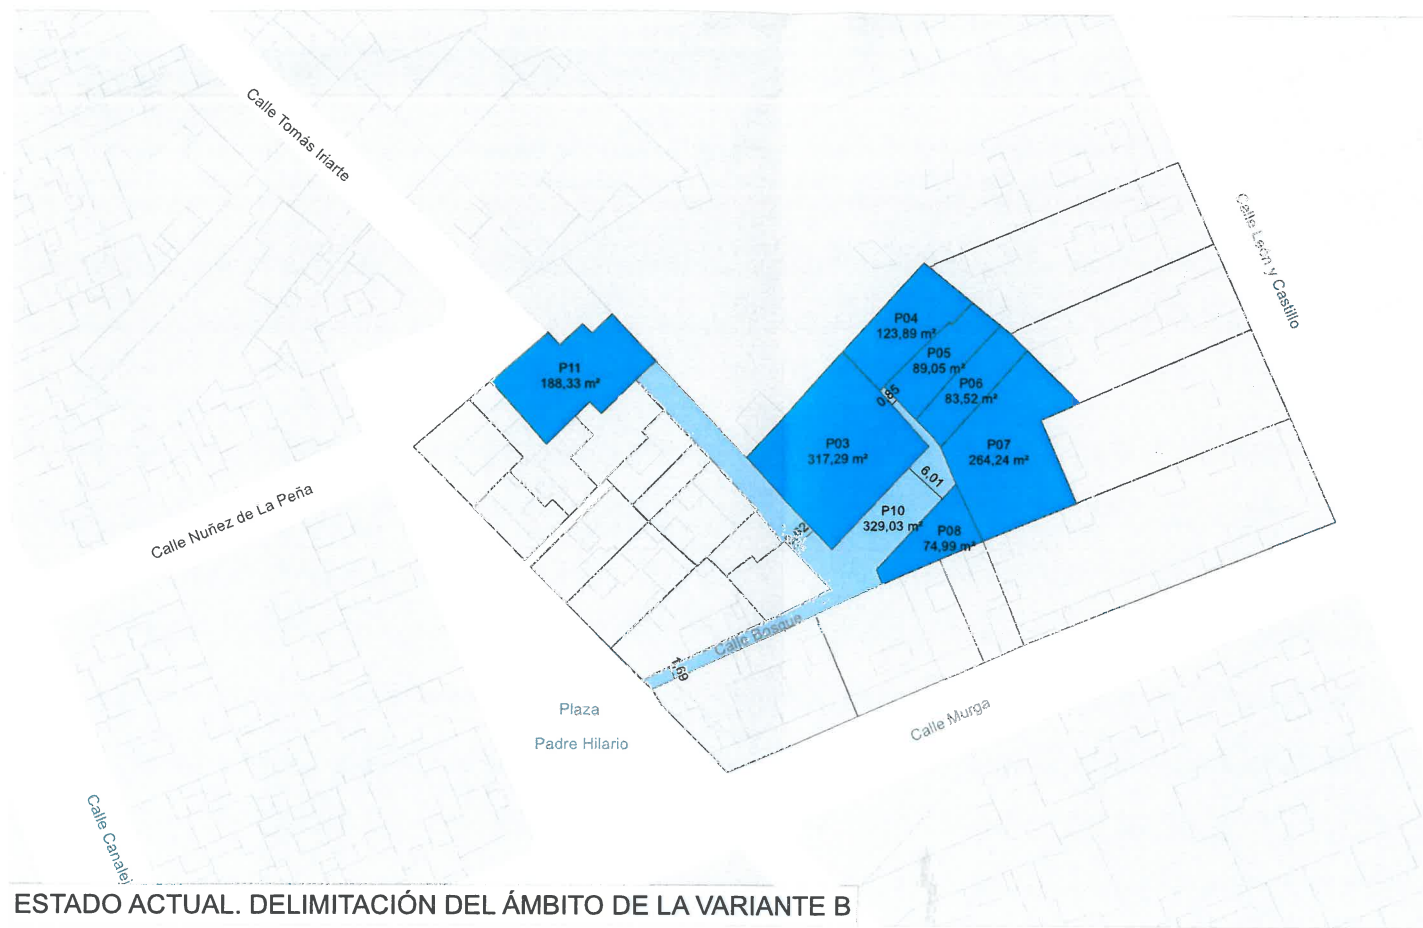 Calle Tomás Iriarte
Calle León y Castillo
P04
123,89 m²
P05
89,05 m²
P11
188,33 m²
P06
83,52 m²
P03
317,29 m²
P07
264,24 m²
6,01
P10
329,03 m²
P08
74,99 m²
Calle Nuñez de La Peña
Calle Bosque
1,69
Plaza
Padre Hilario
Calle Murga
Calle Canalej
ESTADO ACTUAL. DELIMITACIÓN DEL ÁMBITO DE LA VARIANTE B